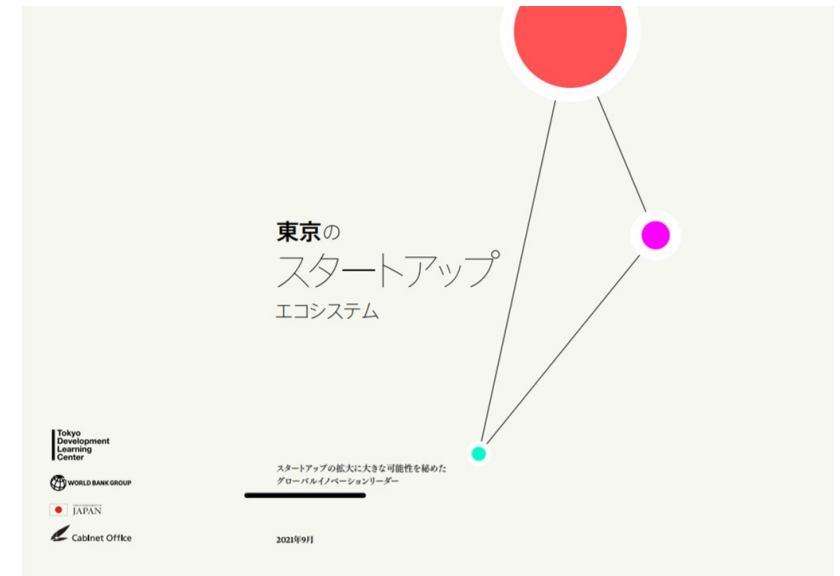 東京の
スタートアップ
エコシステム
Tokyo
Development
Learning
Center
WORLD BANK GROUP
JAPAN
Cabinet Office
スタートアップの拡大に大きな可能性を秘めた
グローバルイノベーションリーダー
2021年9月